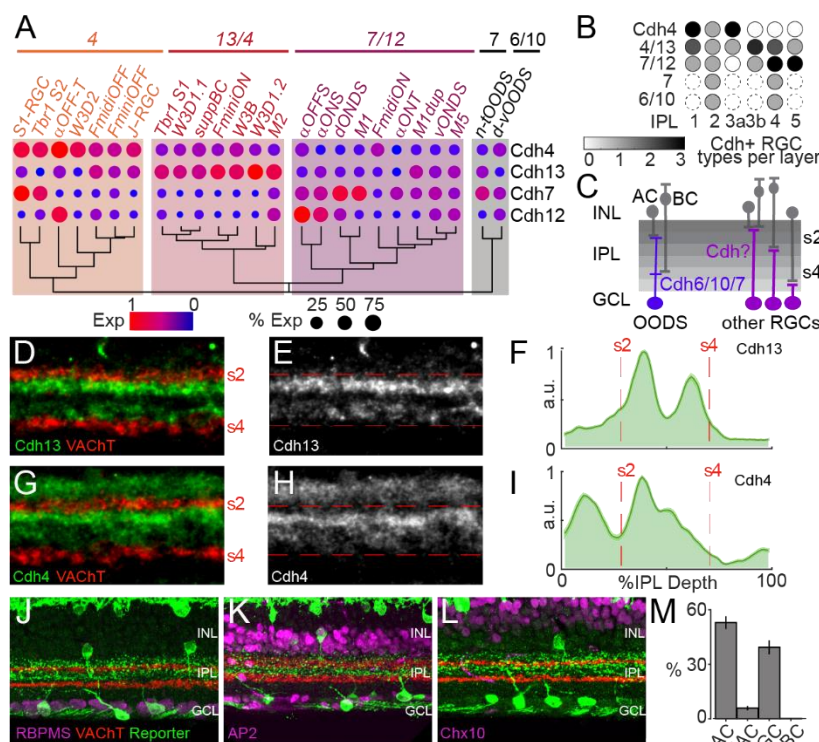 A
4
13/4
7/12
7
6/10
S1-RGC
Tbr1 S2
αOFF-T
W3D2
FmidiOFF
FminiOFF
J-RGC
Tbr1 S1
W3D1.1
suppBC
FminiON
W3B
W3D1.2
M2
αOFFS
αONS
dONDS
M1
FmidiON
αONT
M1dup
vONDS
M5
n-tOODS
d-vOODS
Cdh4
Cdh13
Cdh7
Cdh12
1 0
Exp
25 50 75
% Exp
B
Cdh4
4/13
7/12
7
6/10
IPL 1 2 3a 3b 4 5
0 1 2 3
Cdh+ RGC
types per layer
C
AC
BC
INL
s2
IPL
Cdh?
s4
Cdh6/10/7
GCL
OODS
other RGCs
D
s2
s4
Cdh13 VAChT
E
Cdh13
F
s2
s4
Cdh13
1
a.u.
0
G
s2
s4
Cdh4 VAChT
H
Cdh4
I
s2
s4
Cdh4
1
a.u.
0
0 %IPL Depth 100
J
INL
IPL
GCL
RBPMS VAChT Reporter
K
INL
IPL
GCL
AP2
L
INL
IPL
GCL
Chx10
M
60
%
0